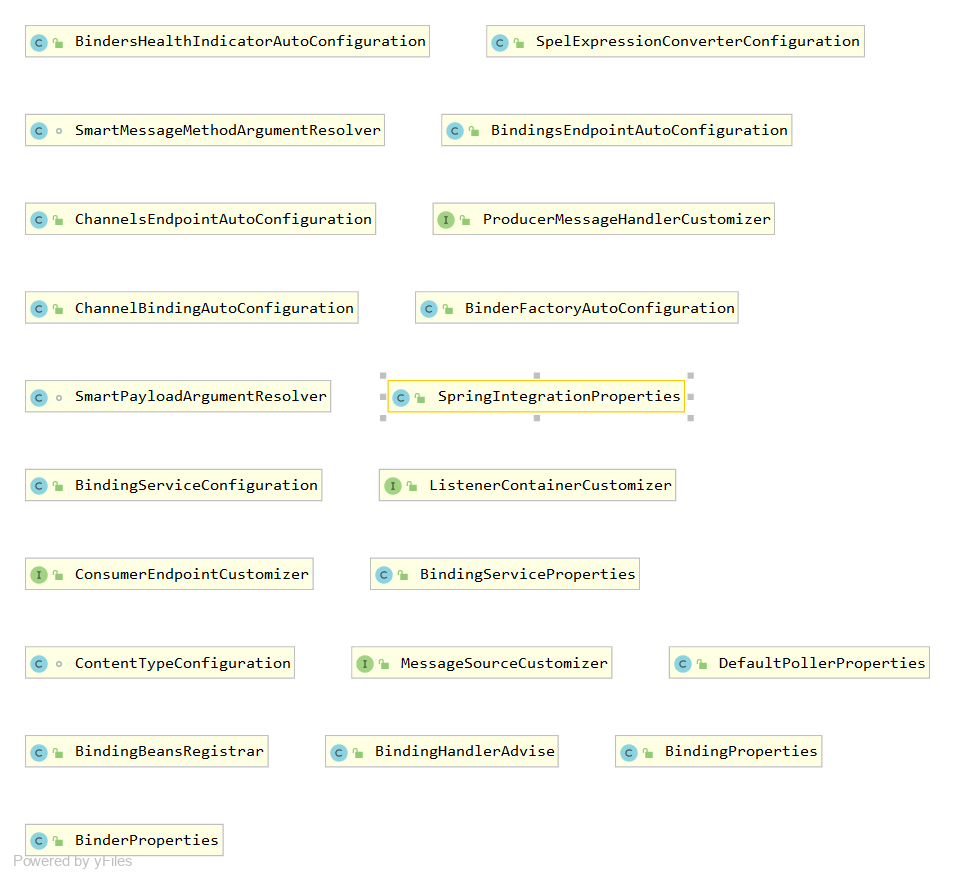 BindersHealthIndicatorAutoConfiguration
SpelExpressionConverterConfiguration
SmartMessageMethodArgumentResolver
BindingsEndpointAutoConfiguration
ChannelsEndpointAutoConfiguration
ProducerMessageHandlerCustomizer
ChannelBindingAutoConfiguration
BinderFactoryAutoConfiguration
SmartPayloadArgumentResolver
SpringIntegrationProperties
BindingServiceConfiguration
ListenerContainerCustomizer
ConsumerEndpointCustomizer
BindingServiceProperties
ContentTypeConfiguration
MessageSourceCustomizer
DefaultPollerProperties
BindingBeansRegistrar
BindingHandlerAdvise
BindingProperties
BinderProperties
Powered by yFiles